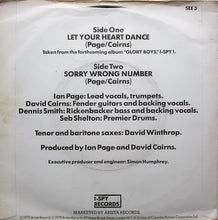 SEE 3
Side One
LET YOUR HEART DANCE
(Page/Cairns)
Taken from the forthcoming album "GLORY BOYS," I-SPY 1.
Side Two
SORRY WRONG NUMBER
(Page/Cairns)
Ian Page: Lead vocals, trumpets.
David Cairns: Fender guitars and backing vocals.
Dennis Smith: Rickenbacker bass and backing vocals.
Seb Shelton: Premier Drums.
Tenor and baritone saxes: David Winthrop.
Produced by Ian Page and David Cairns.
Executive producer and engineer: Simon Humphrey.
I-SPY
RECORDS
MARKETED BY ARISTA RECORDS.